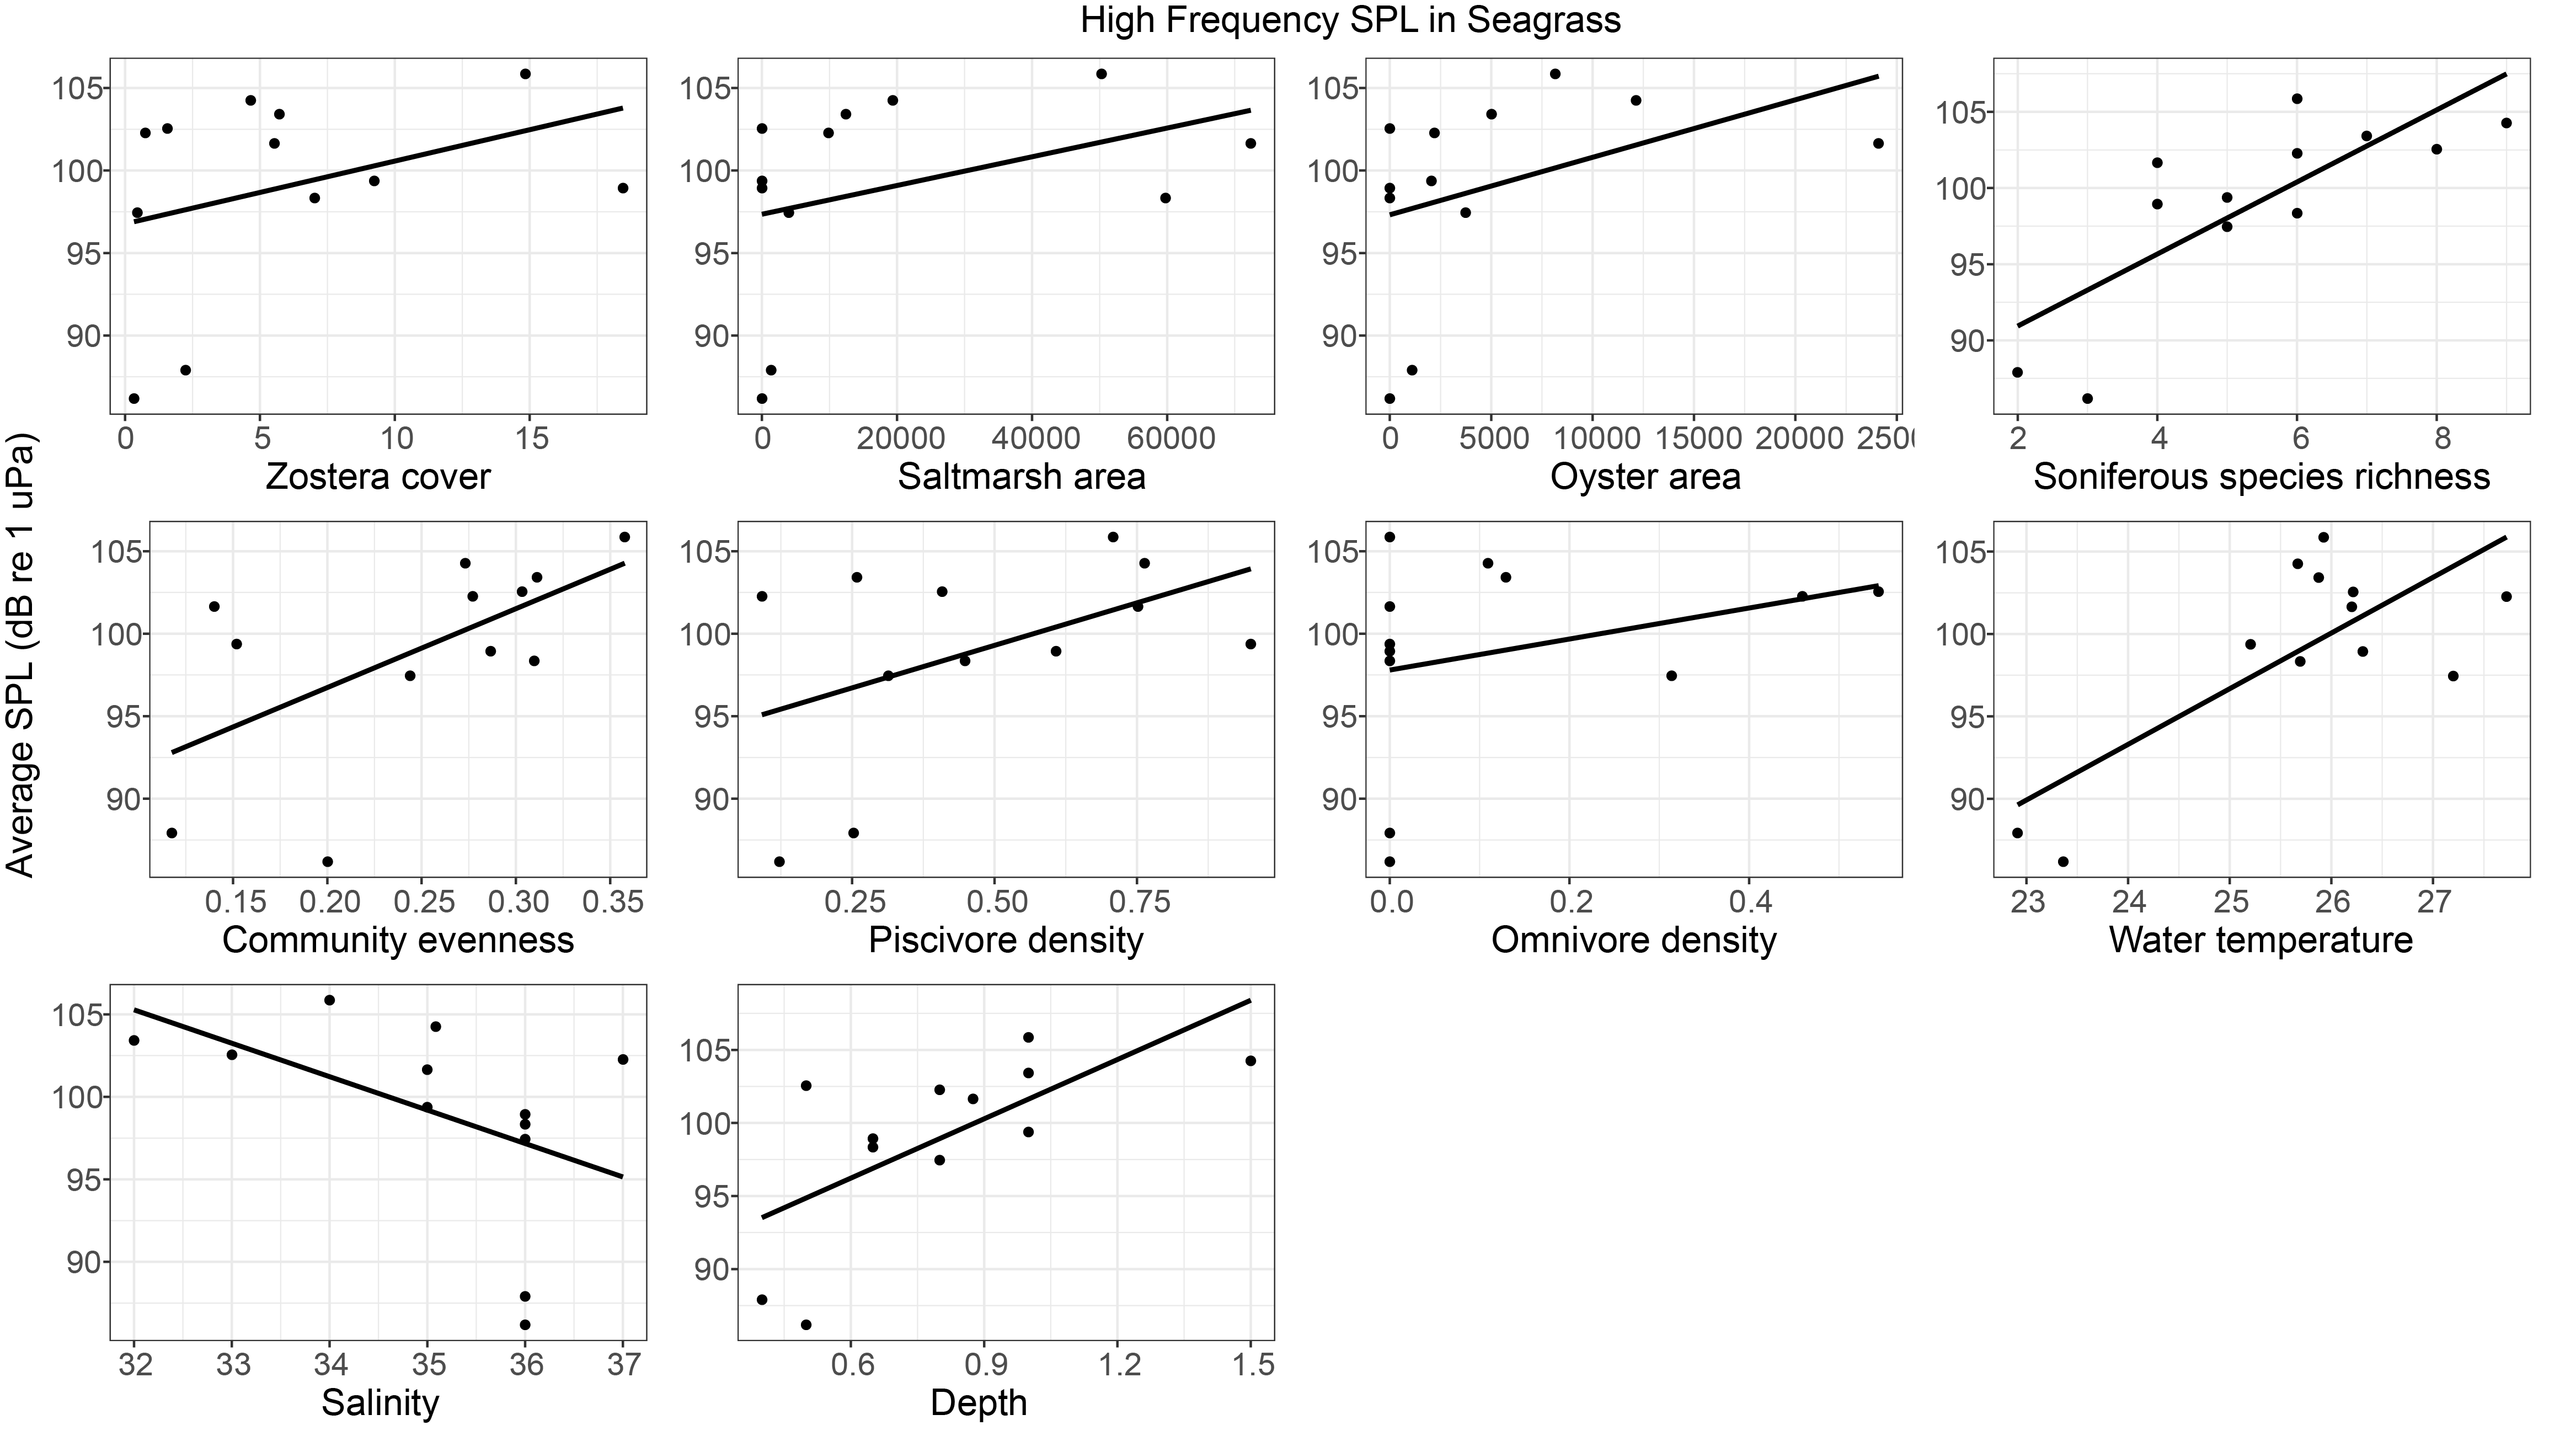 High Frequency SPL in Seagrass
Average SPL (dB re 1 uPa)
105
100
95
90
0 5 10 15
Zostera cover
105
100
95
90
0 20000 40000 60000
Saltmarsh area
105
100
95
90
0 5000 10000 15000 20000 2500
Oyster area
105
100
95
90
2 4 6 8
Soniferous species richness
105
100
95
90
0.15 0.20 0.25 0.30 0.35
Community evenness
105
100
95
90
0.25 0.50 0.75
Piscivore density
105
100
95
90
0.0 0.2 0.4
Omnivore density
105
100
95
90
23 24 25 26 27
Water temperature
105
100
95
90
32 33 34 35 36 37
Salinity
105
100
95
90
0.6 0.9 1.2 1.5
Depth